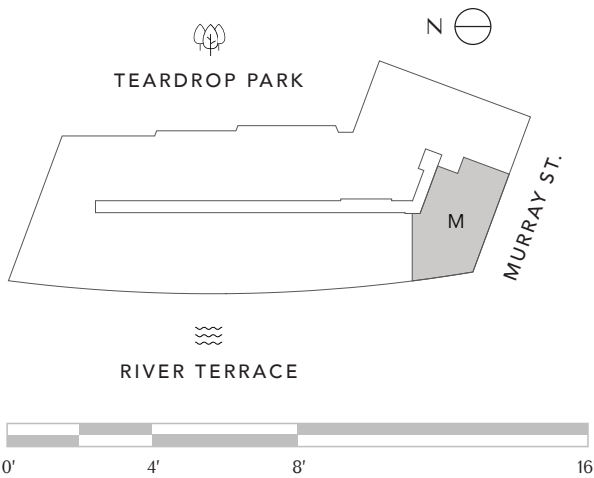 N
TEARDROP PARK
MURRAY ST.
M
RIVER TERRACE
0' 4' 8' 16